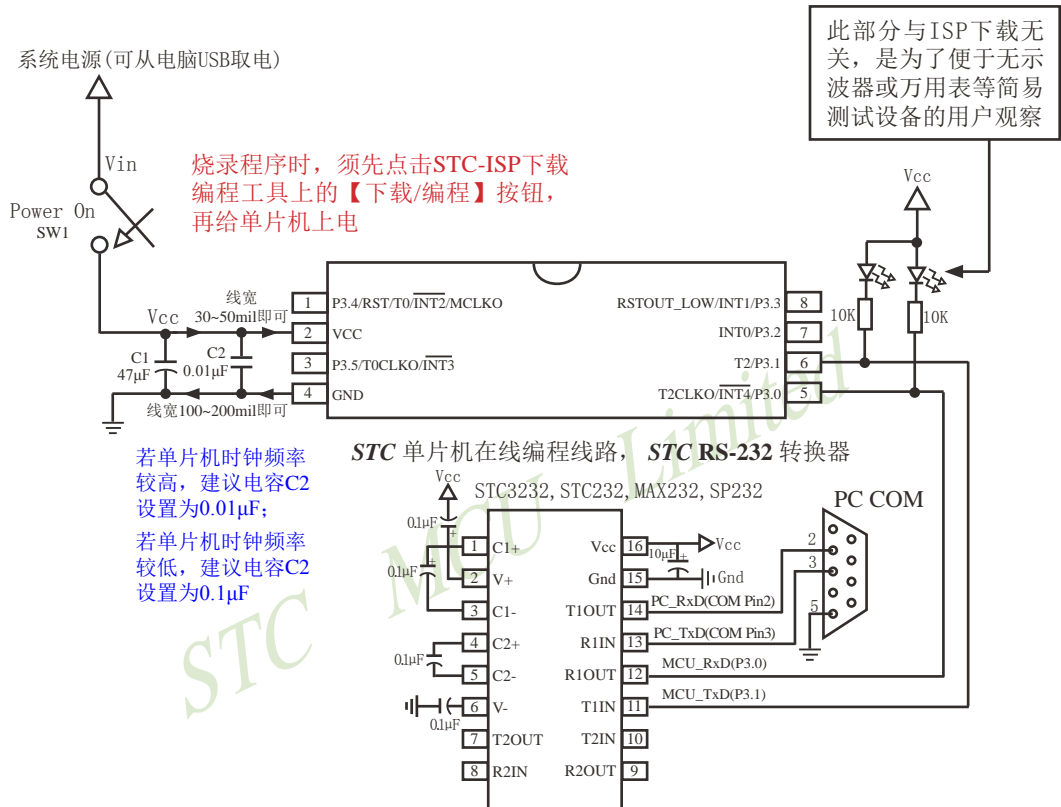 此部分与ISP下载无
关，是为了便于无示
波器或万用表等简易
测试设备的用户观察
系统电源(可从电脑USB取电)
Vin
Power On
SW1
烧录程序时，须先点击STC-ISP下载
编程工具上的【下载/编程】按钮，
再给单片机上电
Vcc
10K
10K
线宽
30~50mil即可
Vcc
C1
47μF
C2
0.01μF
线宽100~200mil即可
1 P3.4/RST/T0/INT2/MCLKO
2 VCC
3 P3.5/T0CLKO/INT3
4 GND
RSTOUT_LOW/INT1/P3.3 8
INT0/P3.2 7
T2/P3.1 6
T2CLKO/INT4/P3.0 5
若单片机时钟频率
较高，建议电容C2
设置为0.01μF；
若单片机时钟频率
较低，建议电容C2
设置为0.1μF
STC 单片机在线编程线路， STC RS-232 转换器
STC3232, STC232, MAX232, SP232
Vcc
0.1μF
0.1μF
0.1μF
0.1μF
1 C1+
2 V+
3 C1-
4 C2+
5 C2-
6 V-
7 T2OUT
8 R2IN
Vcc 16
Gnd 15
T1OUT 14
R1IN 13
R1OUT 12
T1IN 11
T2IN 10
R2OUT 9
10μF
Vcc
Gnd
PC_RxD(COM Pin2)
PC_TxD(COM Pin3)
MCU_RxD(P3.0)
MCU_TxD(P3.1)
PC COM
2
3
5
STC MCU Limited